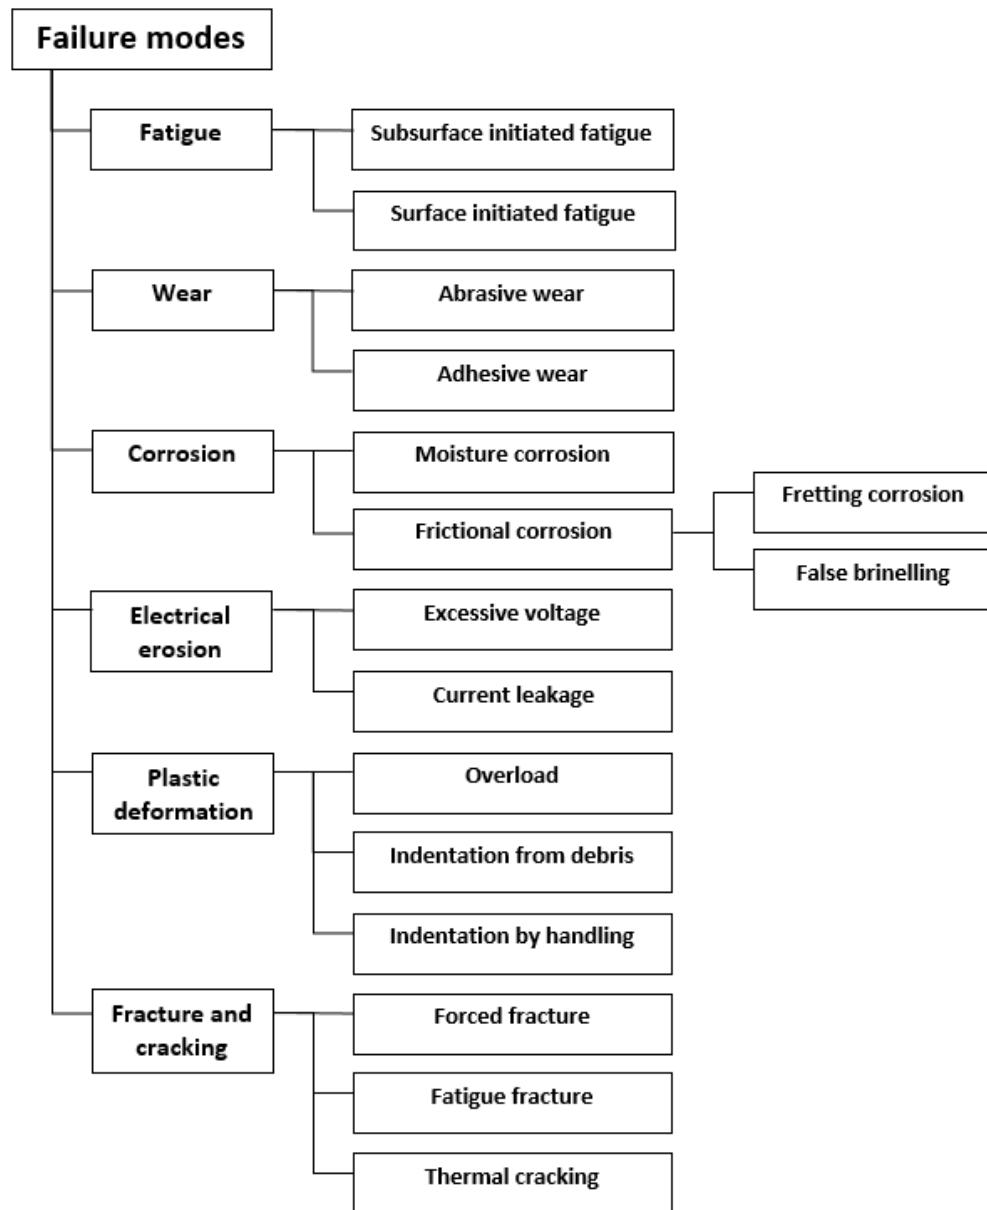 Failure modes
Fatigue
Subsurface initiated fatigue
Surface initiated fatigue
Wear
Abrasive wear
Adhesive wear
Corrosion
Moisture corrosion
Frictional corrosion
Fretting corrosion
False brinelling
Electrical
erosion
Excessive voltage
Current leakage
Plastic
deformation
Overload
Indentation from debris
Indentation by handling
Fracture and
cracking
Forced fracture
Fatigue fracture
Thermal cracking